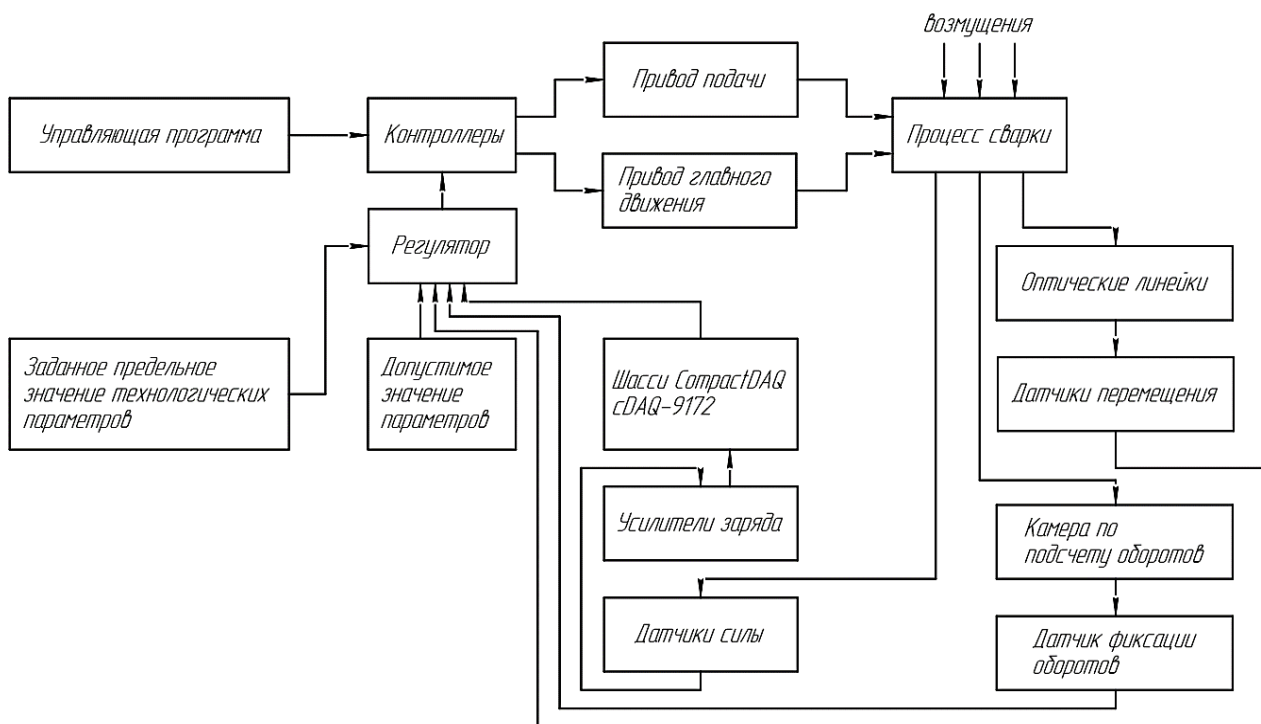 возмущения
Привод подачи
Управляющая программа
Контроллеры
Процесс сварки
Привод главного
движения
Регулятор
Оптические линейки
Заданное предельное
значение технологических
параметров
Допустимое
значение
параметров
Шасси CompactDAQ
cDAQ-9172
Датчики перемещения
Усилители заряда
Камера по
подсчету оборотов
Датчики силы
Датчик фиксации
оборотов